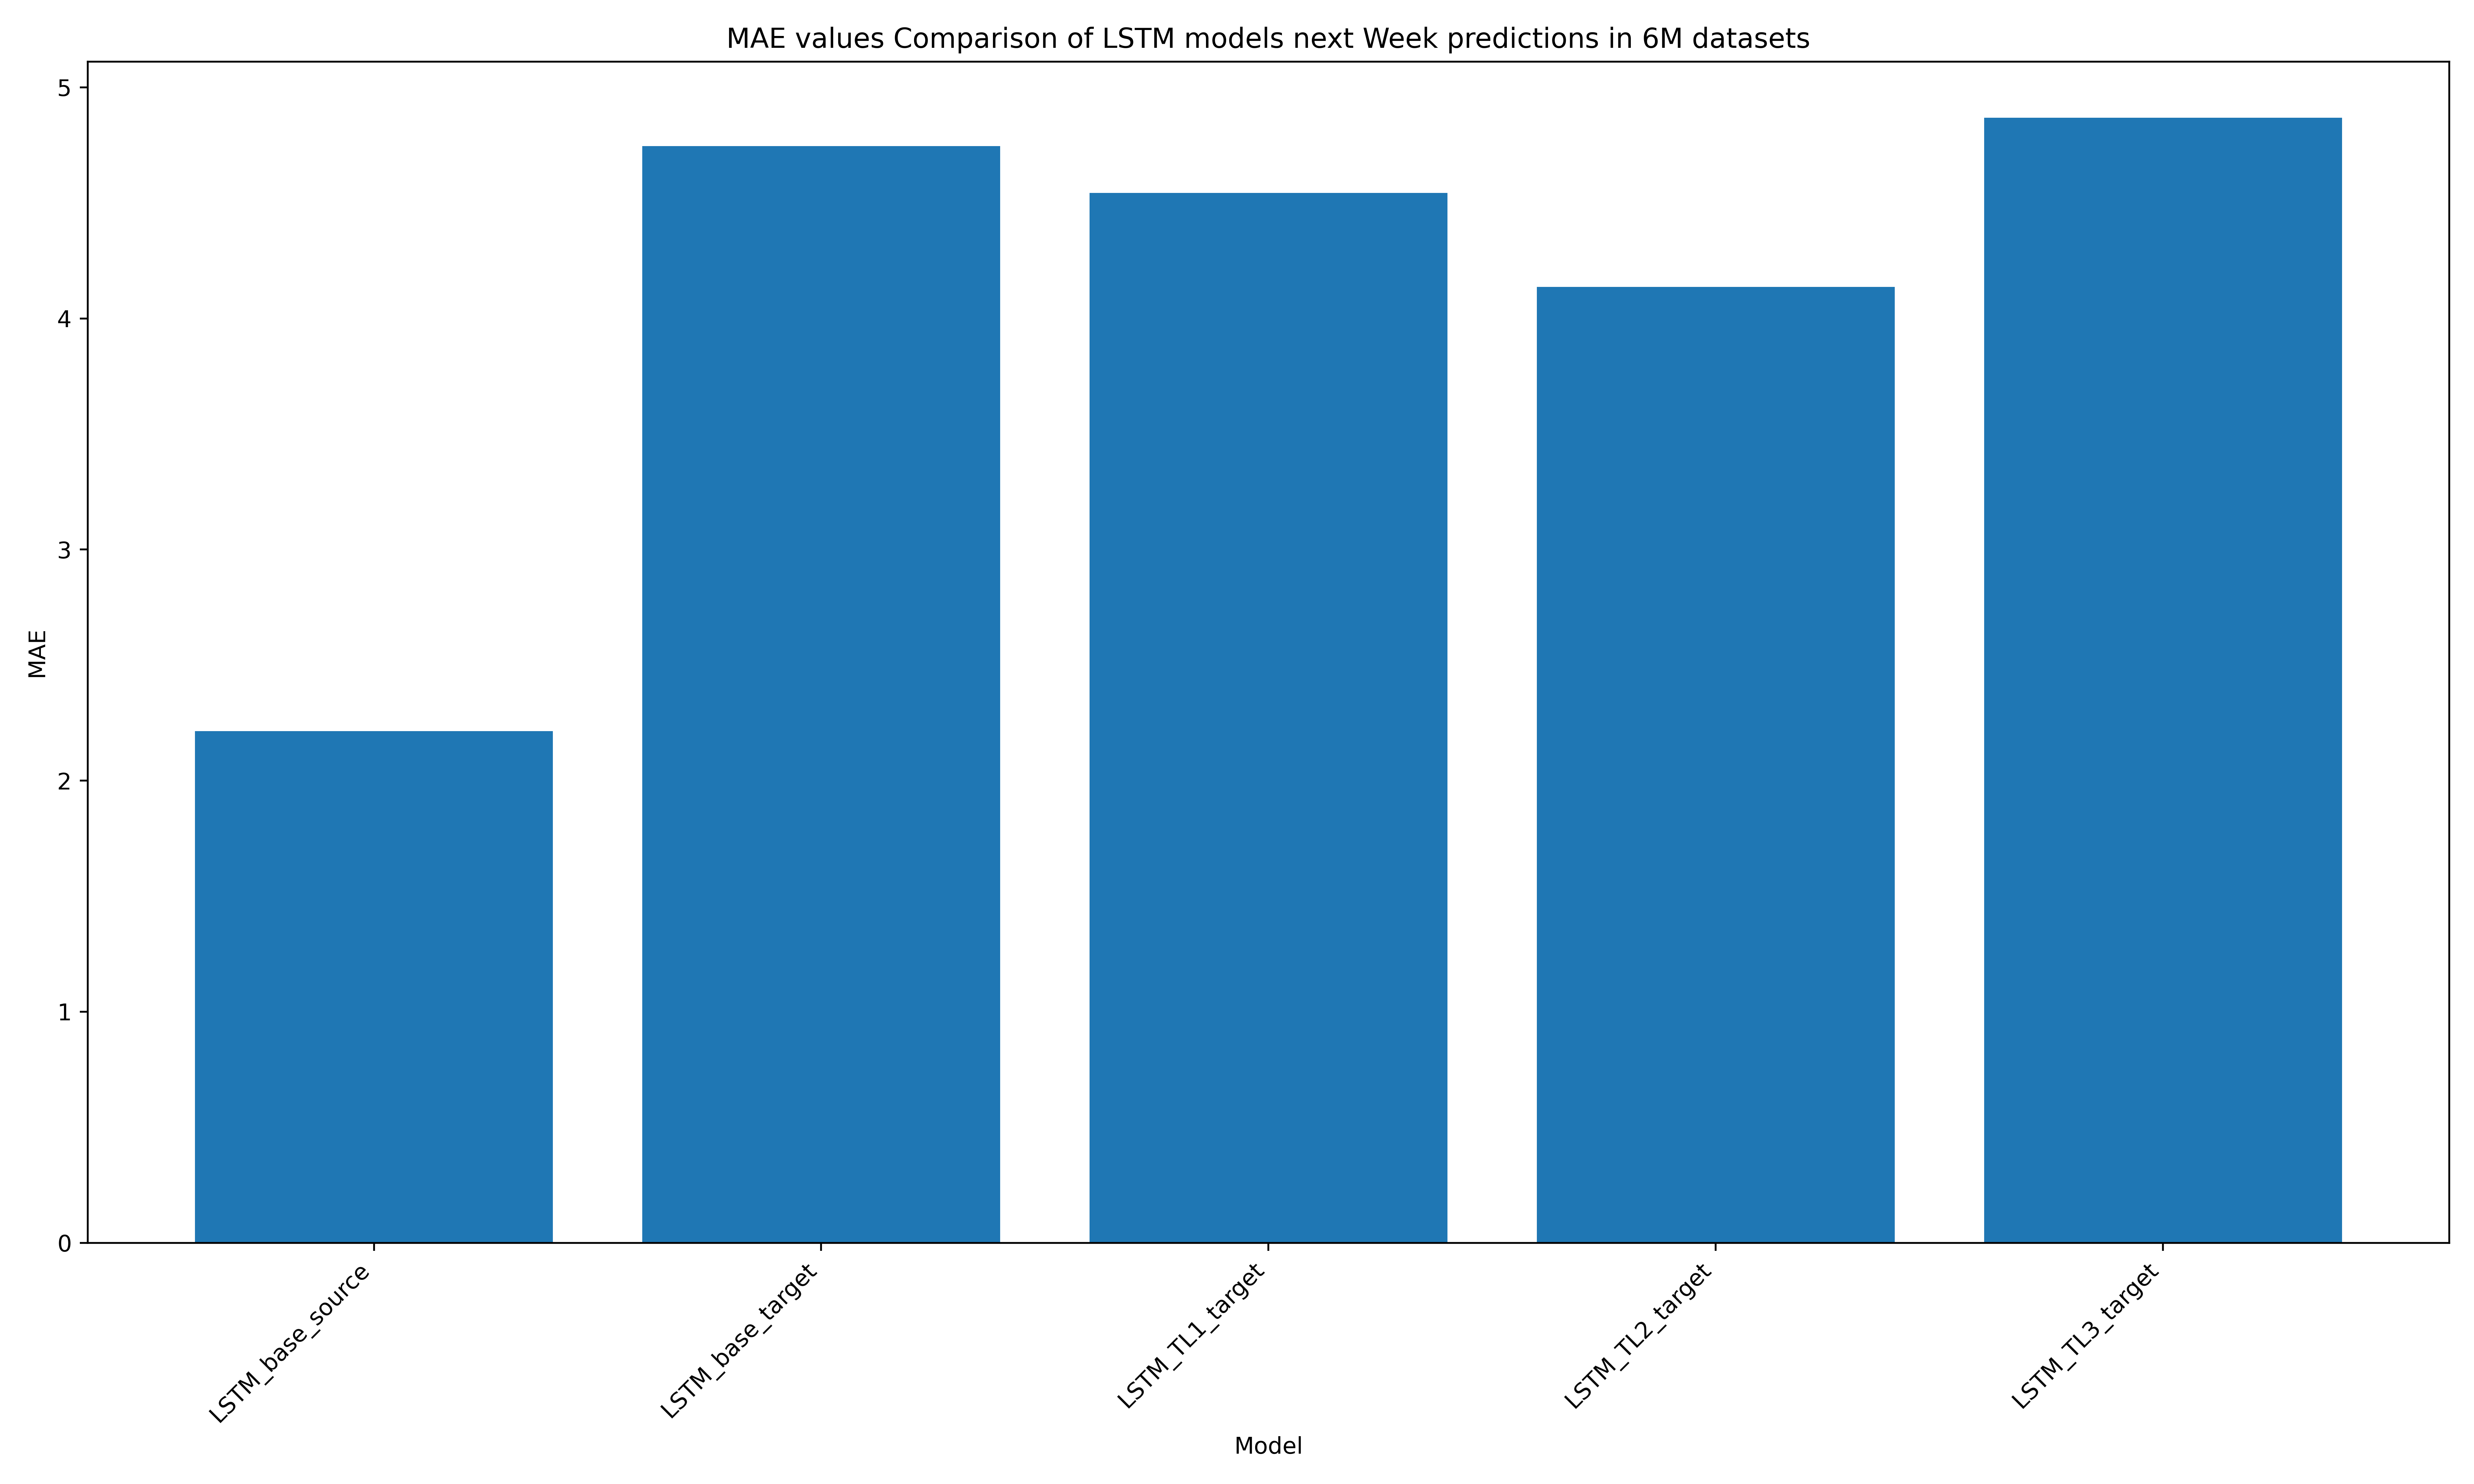 MAE values Comparison of LSTM models next Week predictions in 6M datasets
5
4
3
2
1
0
MAE
LSTM_base_source
LSTM_base_target
LSTM_TL1_target
LSTM_TL2_target
LSTM_TL3_target
Model